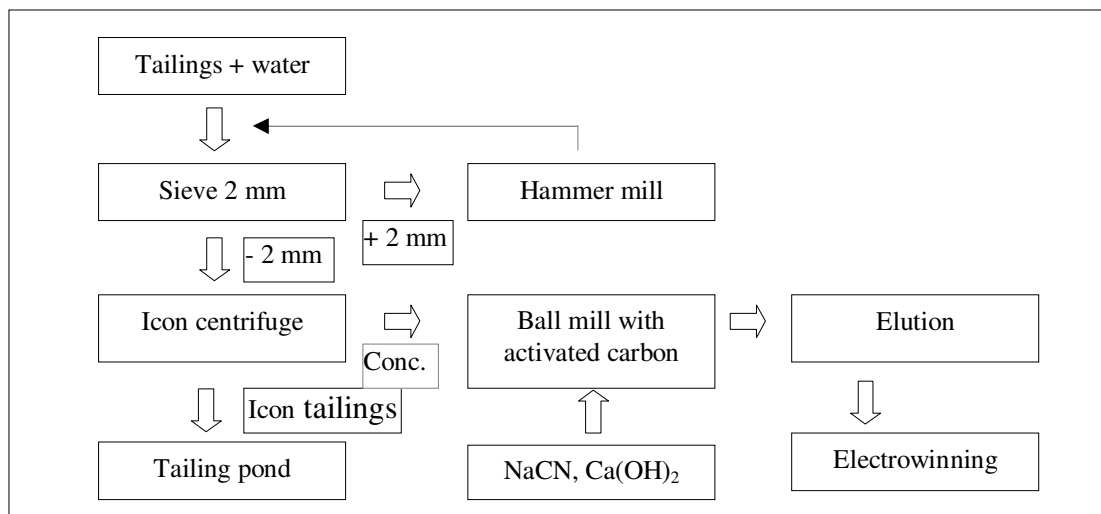 Tailings + water
Sieve 2 mm
Hammer mill
+ 2 mm
- 2 mm
Icon centrifuge
Ball mill with
activated carbon
Elution
Conc.
Icon tailings
Tailing pond
NaCN, Ca(OH)₂
Electrowinning